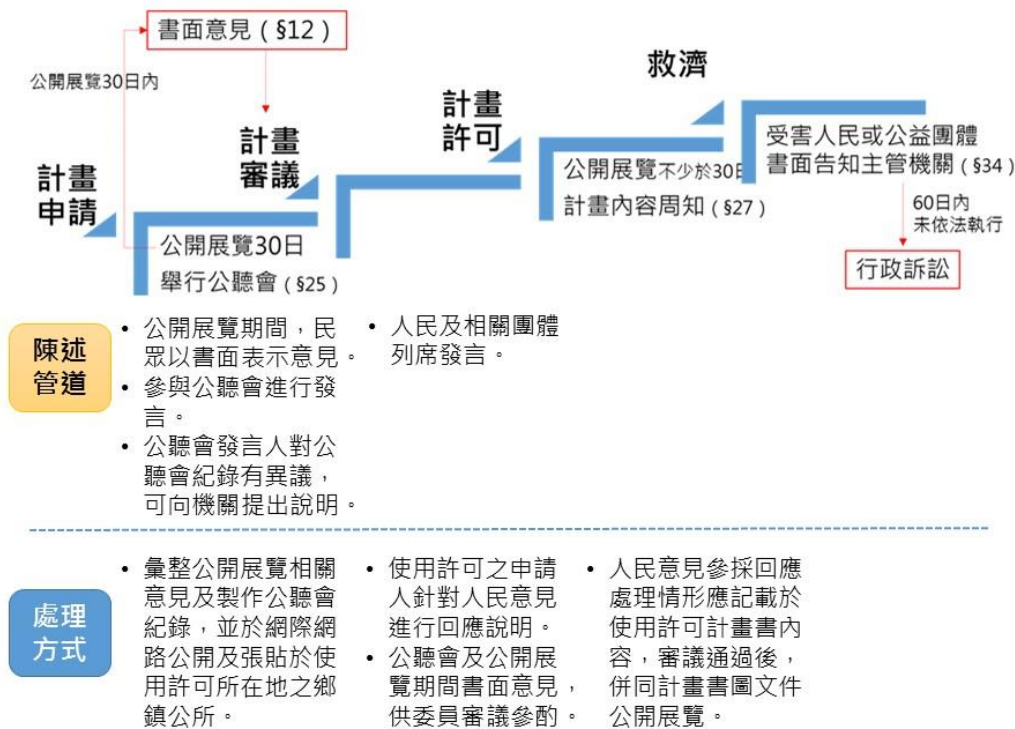 書面意見（§12）
公開展覽30日內
計畫
申請
計畫
審議
計畫
許可
救濟
公開展覽30日
舉行公聽會（§25）
公開展覽不少於30日
計畫內容周知（§27）
受害人民或公益團體
書面告知主管機關（§34）
60日內
未依法執行
行政訴訟
陳述
管道
• 公開展覽期間，民
眾以書面表示意見。
• 參與公聽會進行發
言。
• 公聽會發言人對公
聽會紀錄有異議，
可向機關提出說明。
• 人民及相關團體
列席發言。
處理
方式
• 彙整公開展覽相關
意見及製作公聽會
紀錄，並於網際網
路公開及張貼於使
用許可所在地之鄉
鎮公所。
• 使用許可之申請
人針對人民意見
進行回應說明。
• 公聽會及公開展
覽期間書面意見，
供委員審議參酌。
• 人民意見參採回應
處理情形應記載於
使用許可計畫書內
容，審議通過後，
併同計畫書圖文件
公開展覽。